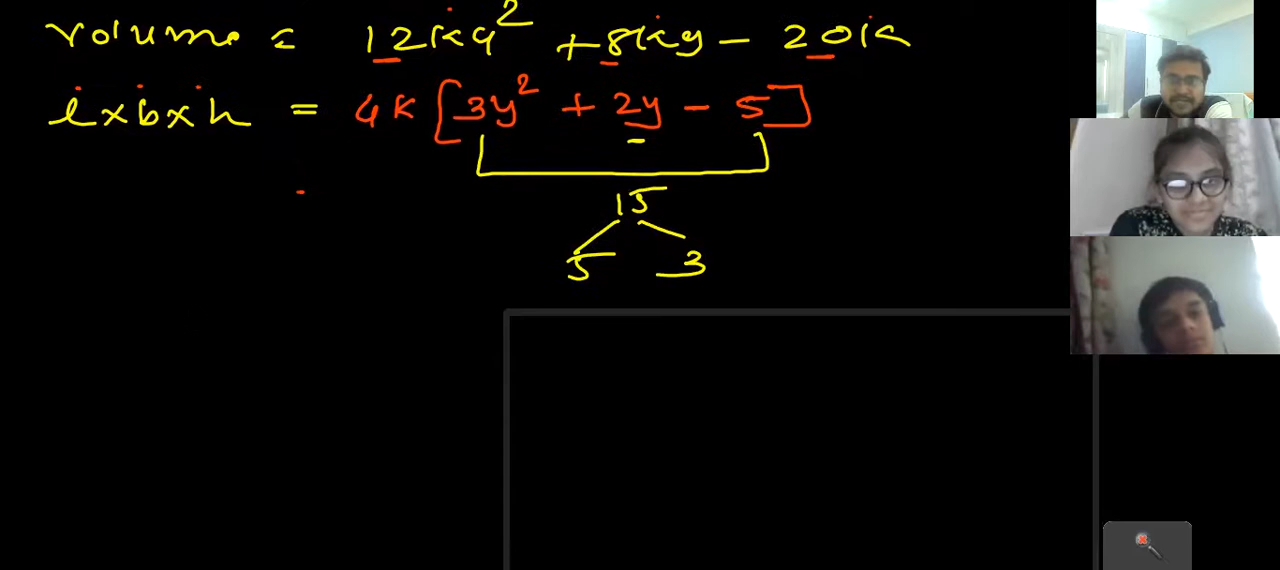 Volume = 12ky² + 8ky - 20k
l x b x h = 4k [3y² + 2y - 5]
15
5 3